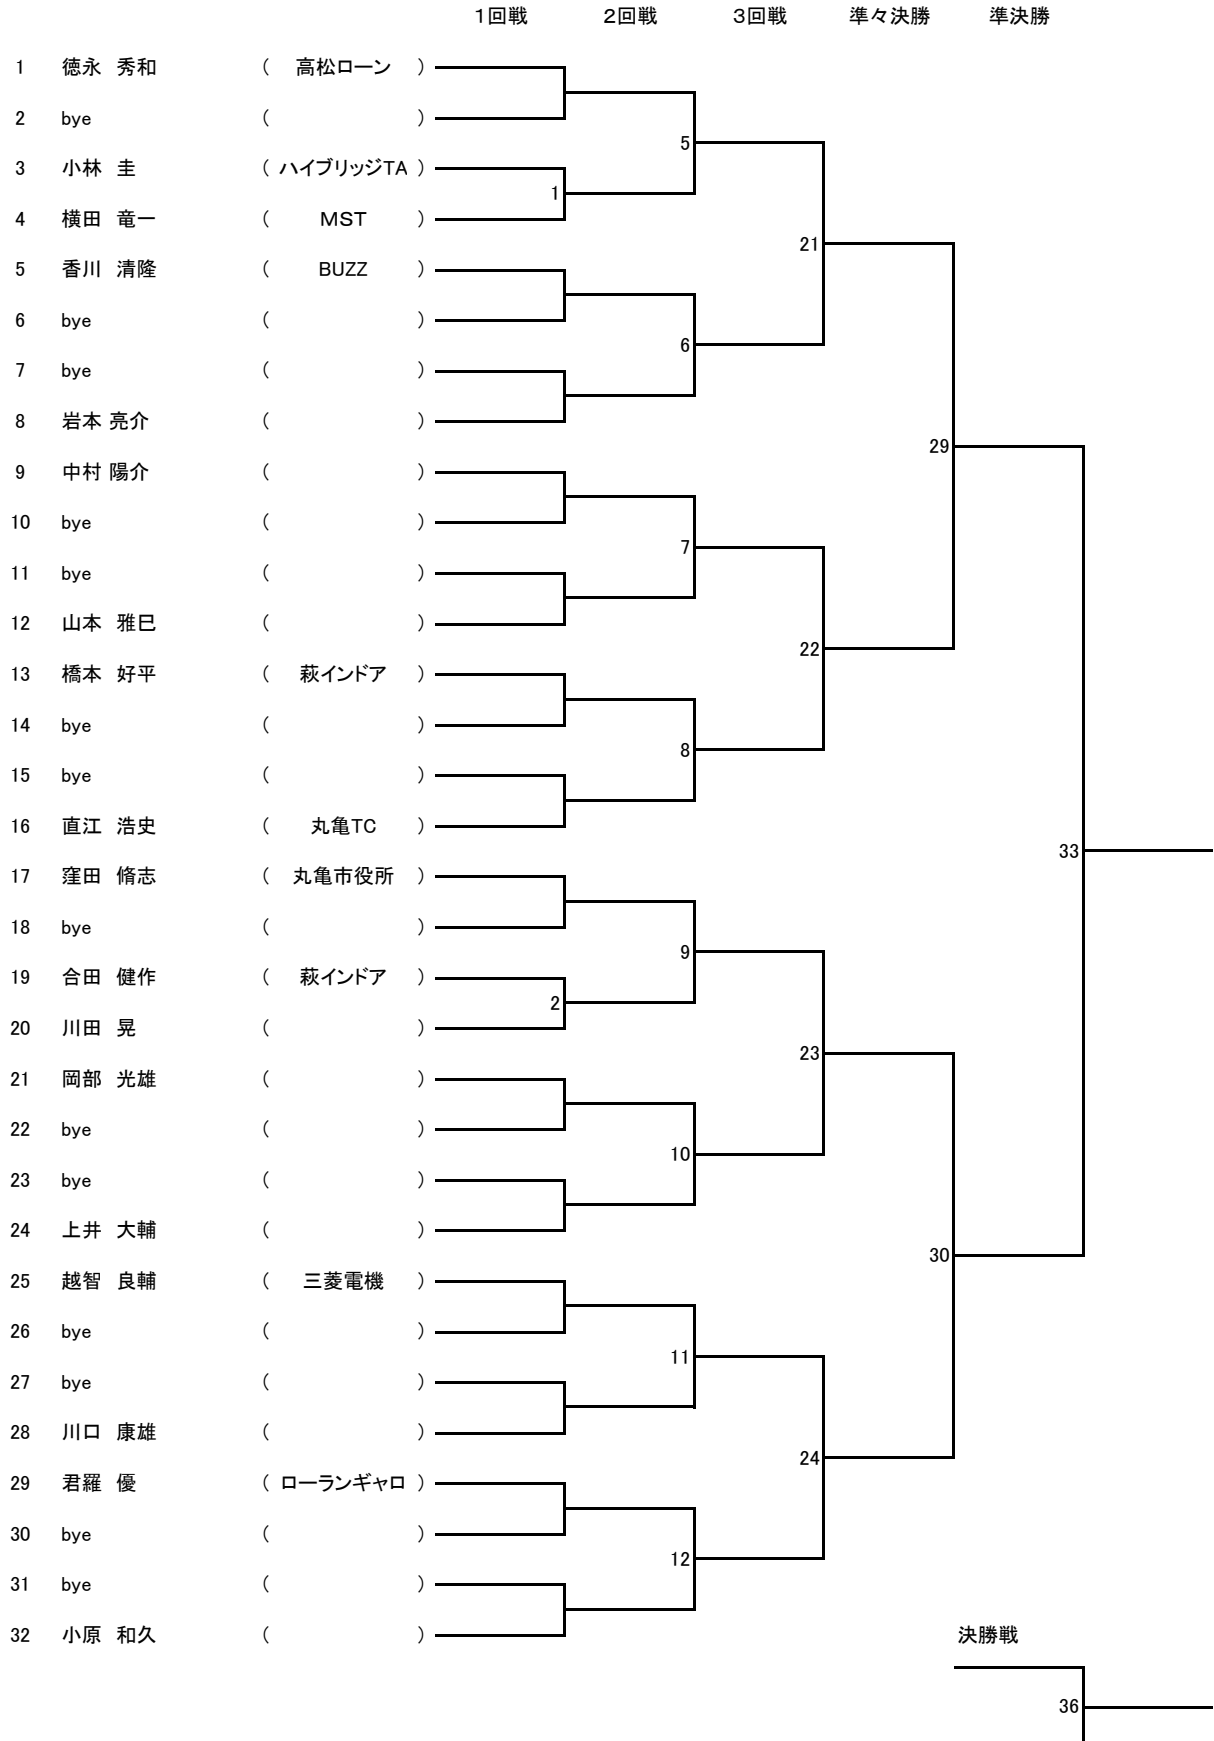 1回戦 2回戦 3回戦 準々決勝 準決勝
1 徳永 秀和 ( 高松ローン )
2 bye ( )
5
3 小林 圭 ( ハイブリッジTA )
1
4 横田 竜一 ( MST )
21
5 香川 清隆 ( BUZZ )
6 bye ( )
6
7 bye ( )
8 岩本 亮介 ( )
29
9 中村 陽介 ( )
10 bye ( )
7
11 bye ( )
12 山本 雅巳 ( )
22
13 橋本 好平 ( 萩インドア )
14 bye ( )
8
15 bye ( )
16 直江 浩史 ( 丸亀TC )
33
17 窪田 脩志 ( 丸亀市役所 )
18 bye ( )
9
19 合田 健作 ( 萩インドア )
2
20 川田 晃 ( )
23
21 岡部 光雄 ( )
22 bye ( )
10
23 bye ( )
24 上井 大輔 ( )
30
25 越智 良輔 ( 三菱電機 )
26 bye ( )
11
27 bye ( )
28 川口 康雄 ( )
24
29 君羅 優 ( ローランギャロ )
30 bye ( )
12
31 bye ( )
32 小原 和久 ( )
決勝戦
36